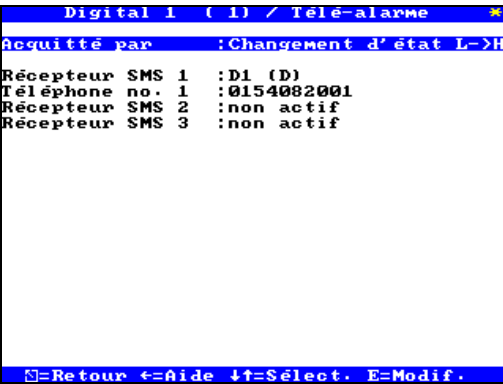 Digital 1 ( 1) / Télé-alarme *
Acquitté par :Changement d'état L->H
Récepteur SMS 1 :D1 (D)
Téléphone no. 1 :0154082001
Récepteur SMS 2 :non actif
Récepteur SMS 3 :non actif
⇱=Retour ←=Aide ↓↑=Sélect. E=Modif.